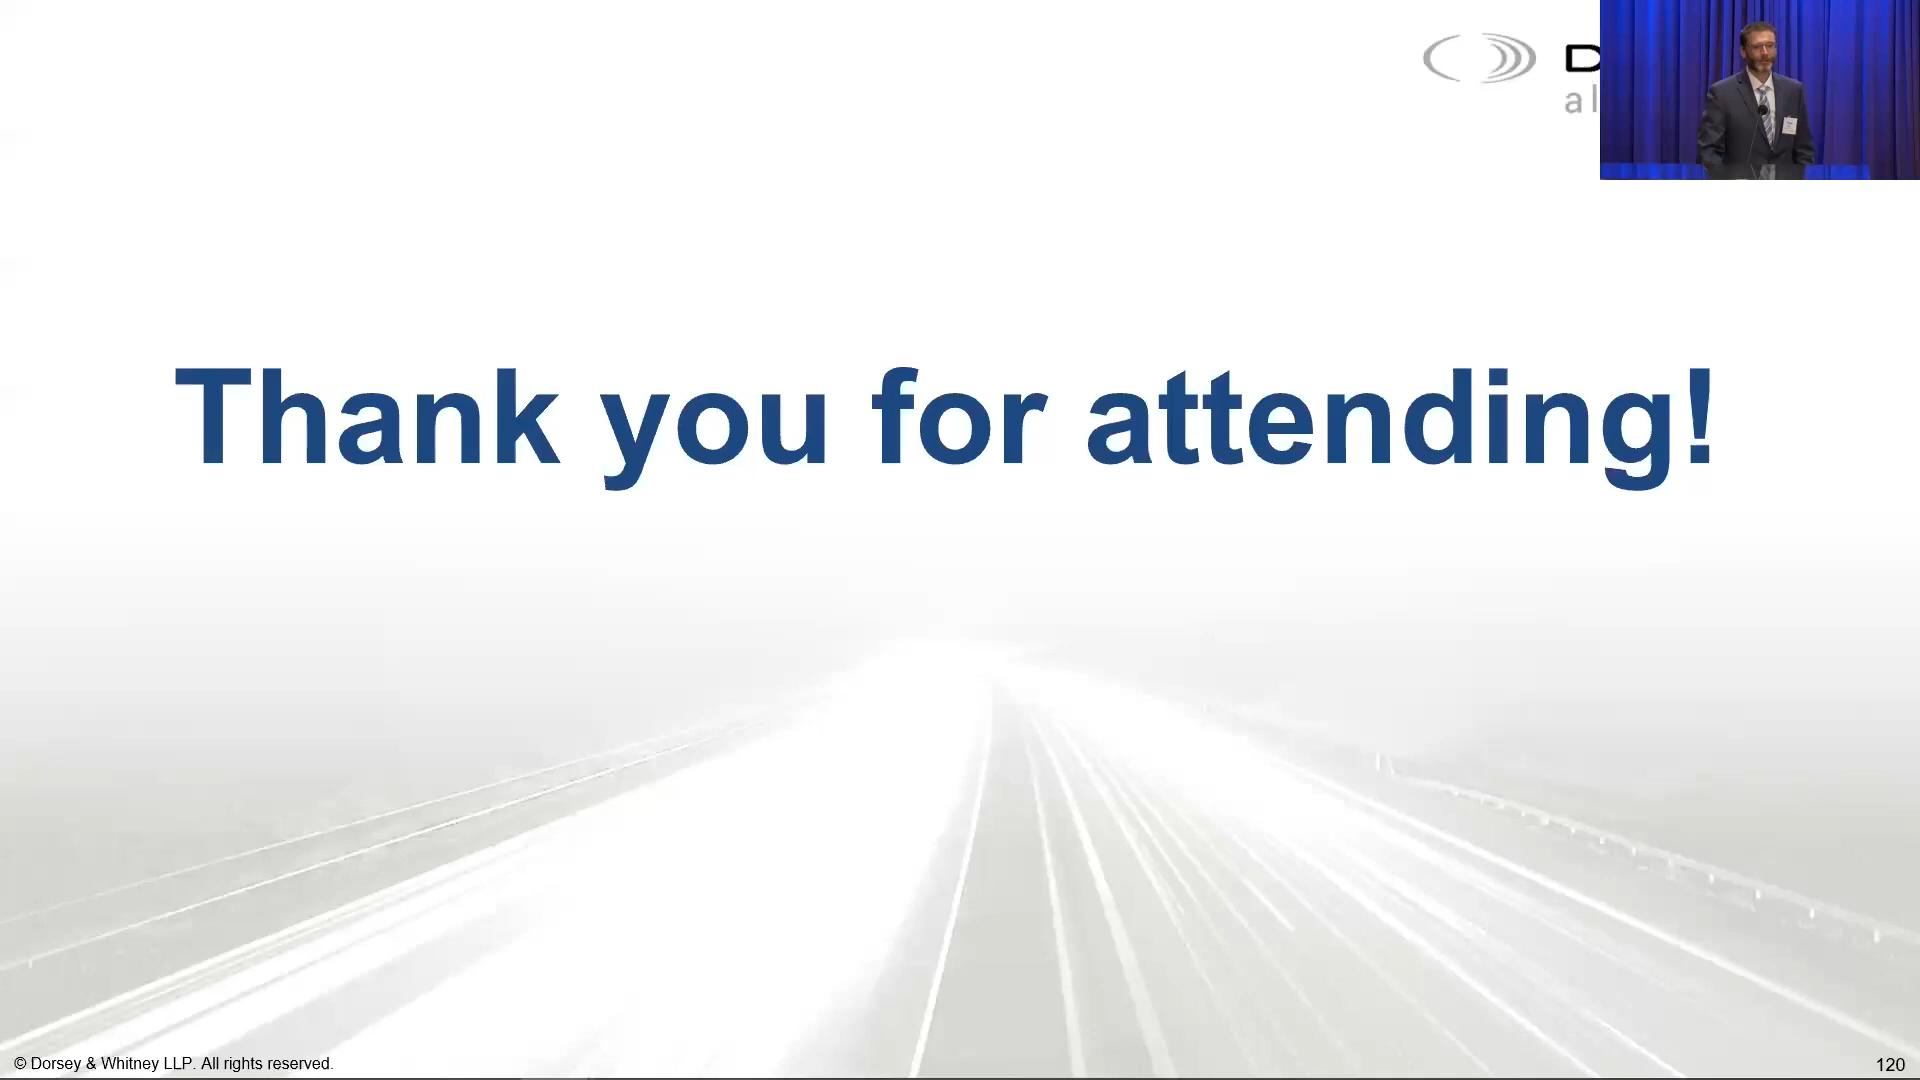 Thank you for attending!
© Dorsey & Whitney LLP. All rights reserved.
120